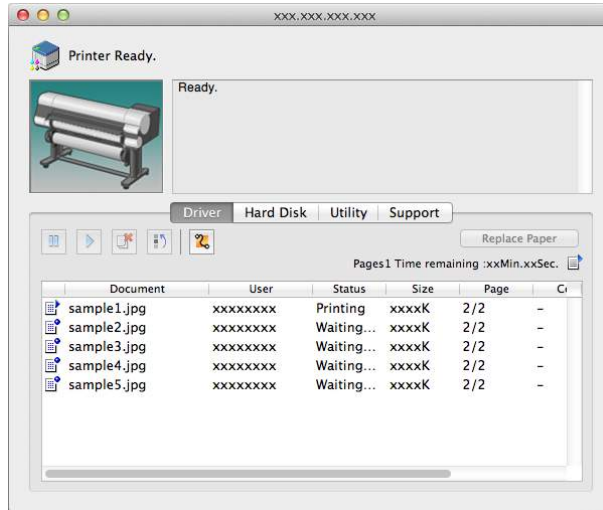 xxx.xxx.xxx.xxx
Printer Ready.
Ready.
Driver Hard Disk Utility Support
Replace Paper
Pages1 Time remaining :xxMin.xxSec.
Document User Status Size Page
sample1.jpg xxxxxxxx Printing xxxxK 2/2 –
sample2.jpg xxxxxxxx Waiting... xxxxK 2/2 –
sample3.jpg xxxxxxxx Waiting... xxxxK 2/2 –
sample4.jpg xxxxxxxx Waiting... xxxxK 2/2 –
sample5.jpg xxxxxxxx Waiting... xxxxK 2/2 –